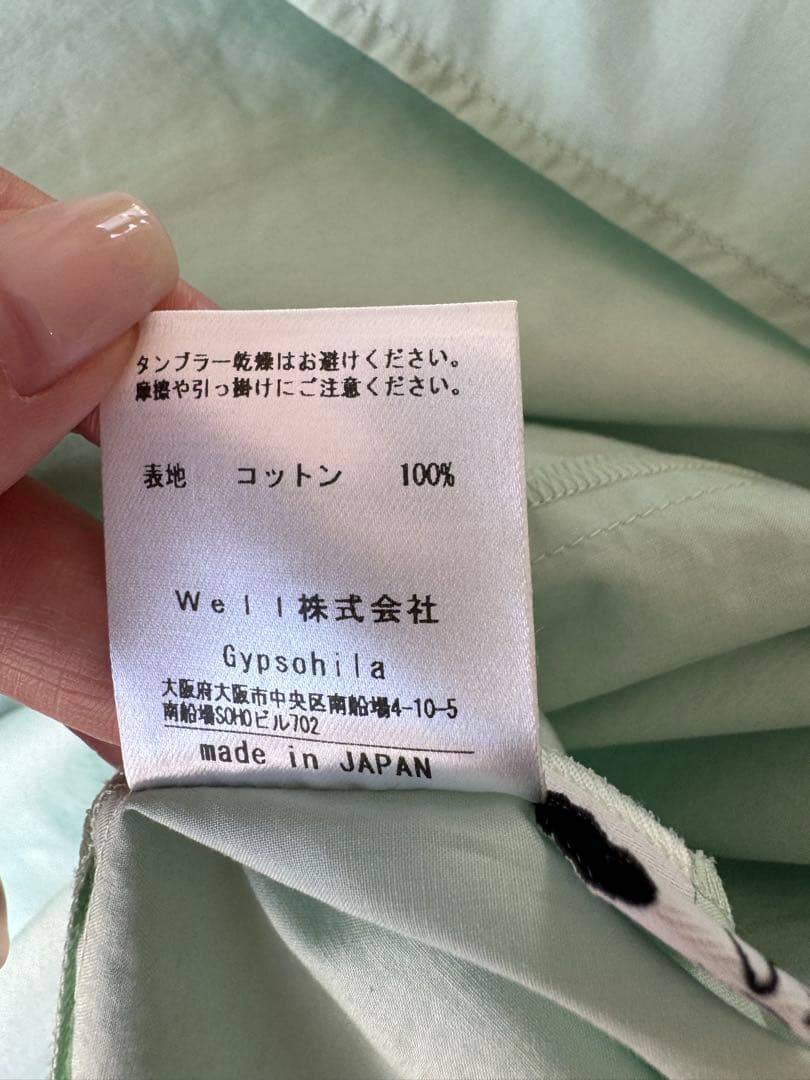 タンブラー乾燥はお避けください。
摩擦や引っ掛けにご注意ください。
表地 コットン 100%
Well株式会社
Gypsohila
大阪府大阪市中央区南船場4-10-5
南船場SOHOビル702
made in JAPAN